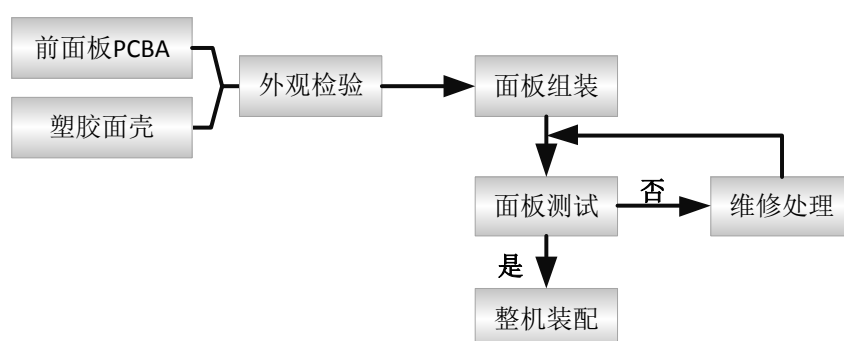 前面板PCBA
塑胶面壳
外观检验
面板组装
面板测试
否
维修处理
是
整机装配